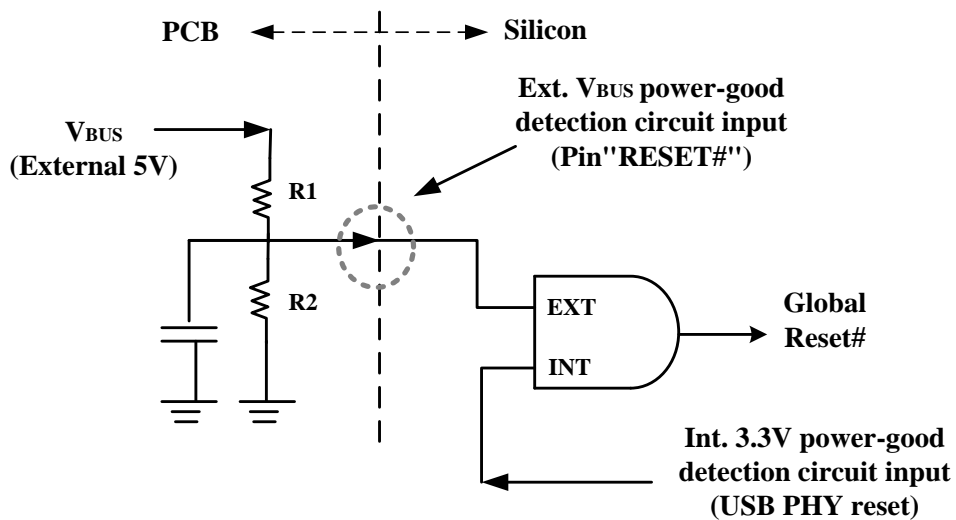 PCB
Silicon
Ext. VBUS power-good
detection circuit input
(Pin"RESET#")
VBUS
(External 5V)
R1
R2
EXT
INT
Global
Reset#
Int. 3.3V power-good
detection circuit input
(USB PHY reset)